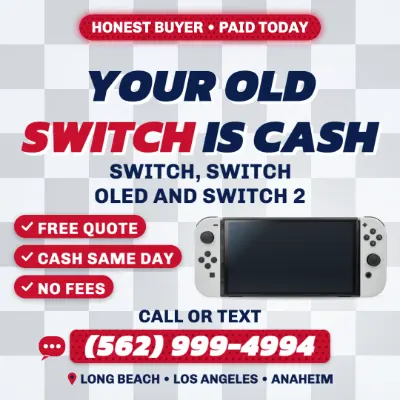 HONEST BUYER • PAID TODAY
YOUR OLD
SWITCH IS CASH
SWITCH, SWITCH
OLED AND SWITCH 2
FREE QUOTE
CASH SAME DAY
NO FEES
CALL OR TEXT
(562) 999-4994
LONG BEACH • LOS ANGELES • ANAHEIM